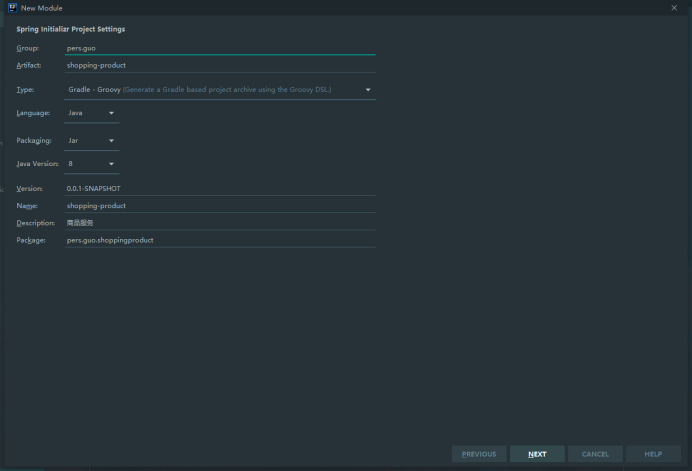 New Module
Spring Initializr Project Settings
Group: pers.guo
Artifact: shopping-product
Type: Gradle - Groovy (Generate a Gradle based project archive using the Groovy DSL.)
Language: Java
Packaging: Jar
Java Version: 8
Version: 0.0.1-SNAPSHOT
Name: shopping-product
Description: 商品服务
Package: pers.guo.shoppingproduct
PREVIOUS NEXT CANCEL HELP